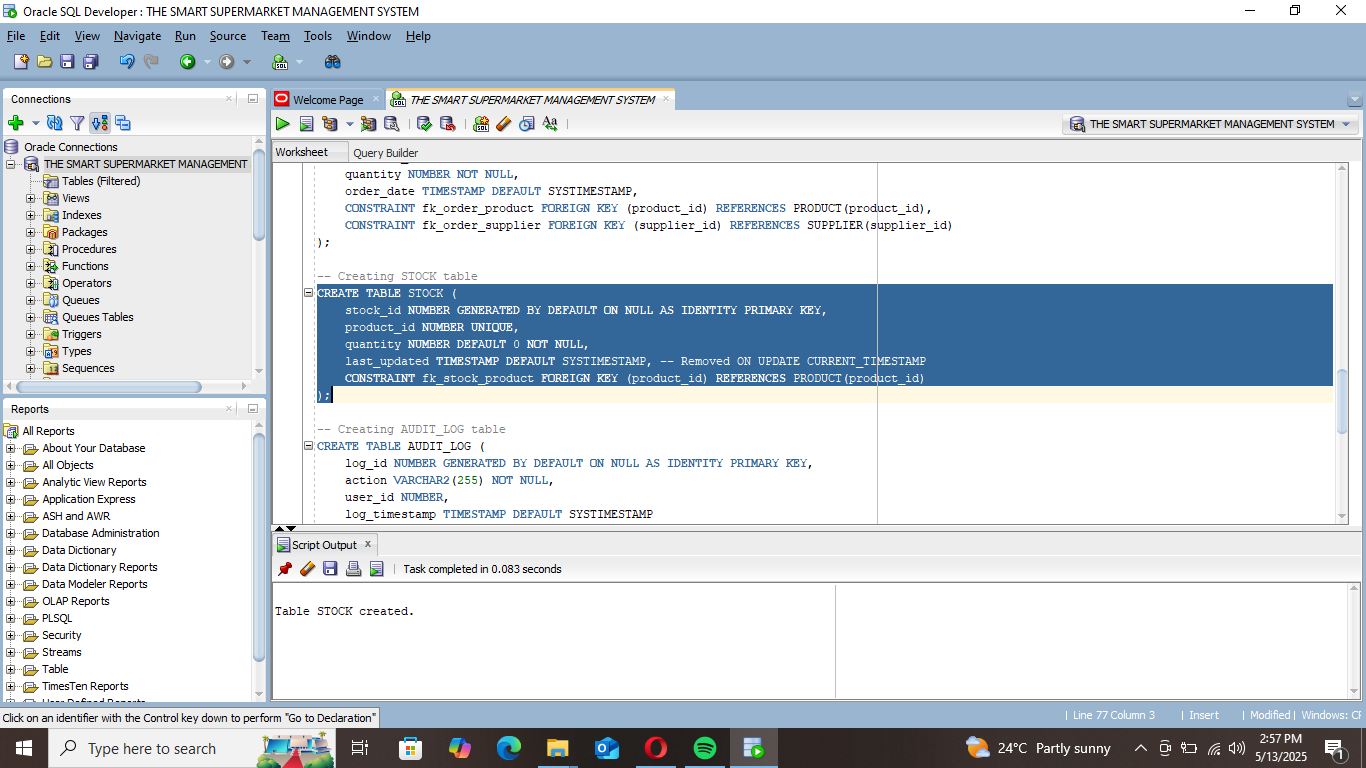 Oracle SQL Developer : THE SMART SUPERMARKET MANAGEMENT SYSTEM
File Edit View Navigate Run Source Team Tools Window Help
Connections
Oracle Connections
THE SMART SUPERMARKET MANAGEMENT
Tables (Filtered)
Views
Indexes
Packages
Procedures
Functions
Operators
Queues
Queues Tables
Triggers
Types
Sequences
Reports
All Reports
About Your Database
All Objects
Analytic View Reports
Application Express
ASH and AWR
Database Administration
Data Dictionary
Data Dictionary Reports
Data Modeler Reports
OLAP Reports
PLSQL
Security
Streams
Table
TimesTen Reports
User Defined Reports
Welcome Page
THE SMART SUPERMARKET MANAGEMENT SYSTEM
THE SMART SUPERMARKET MANAGEMENT SYSTEM
Worksheet Query Builder
quantity NUMBER NOT NULL,
order_date TIMESTAMP DEFAULT SYSTIMESTAMP,
CONSTRAINT fk_order_product FOREIGN KEY (product_id) REFERENCES PRODUCT(product_id),
CONSTRAINT fk_order_supplier FOREIGN KEY (supplier_id) REFERENCES SUPPLIER(supplier_id)
);
-- Creating STOCK table
CREATE TABLE STOCK (
stock_id NUMBER GENERATED BY DEFAULT ON NULL AS IDENTITY PRIMARY KEY,
product_id NUMBER UNIQUE,
quantity NUMBER DEFAULT 0 NOT NULL,
last_updated TIMESTAMP DEFAULT SYSTIMESTAMP, -- Removed ON UPDATE CURRENT_TIMESTAMP
CONSTRAINT fk_stock_product FOREIGN KEY (product_id) REFERENCES PRODUCT(product_id)
);
-- Creating AUDIT_LOG table
CREATE TABLE AUDIT_LOG (
log_id NUMBER GENERATED BY DEFAULT ON NULL AS IDENTITY PRIMARY KEY,
action VARCHAR2(255) NOT NULL,
user_id NUMBER,
log_timestamp TIMESTAMP DEFAULT SYSTIMESTAMP
Script Output
Task completed in 0.083 seconds
Table STOCK created.
Click on an identifier with the Control key down to perform "Go to Declaration"
Line 77 Column 3 | Insert | Modified | Windows:
Type here to search
24°C Partly sunny
2:57 PM
5/13/2025
1